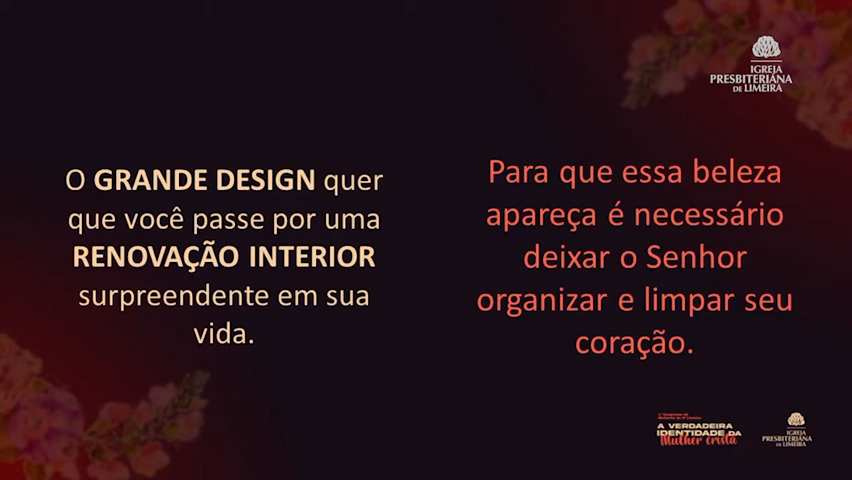 IGREJA
PRESBITERIANA
DE LIMEIRA
O GRANDE DESIGN quer
que você passe por uma
RENOVAÇÃO INTERIOR
surpreendente em sua
vida.
Para que essa beleza
apareça é necessário
deixar o Senhor
organizar e limpar seu
coração.
A VERDADEIRA
IDENTIDADE DA
Mulher cristã
IGREJA
PRESBITERIANA
DE LIMEIRA